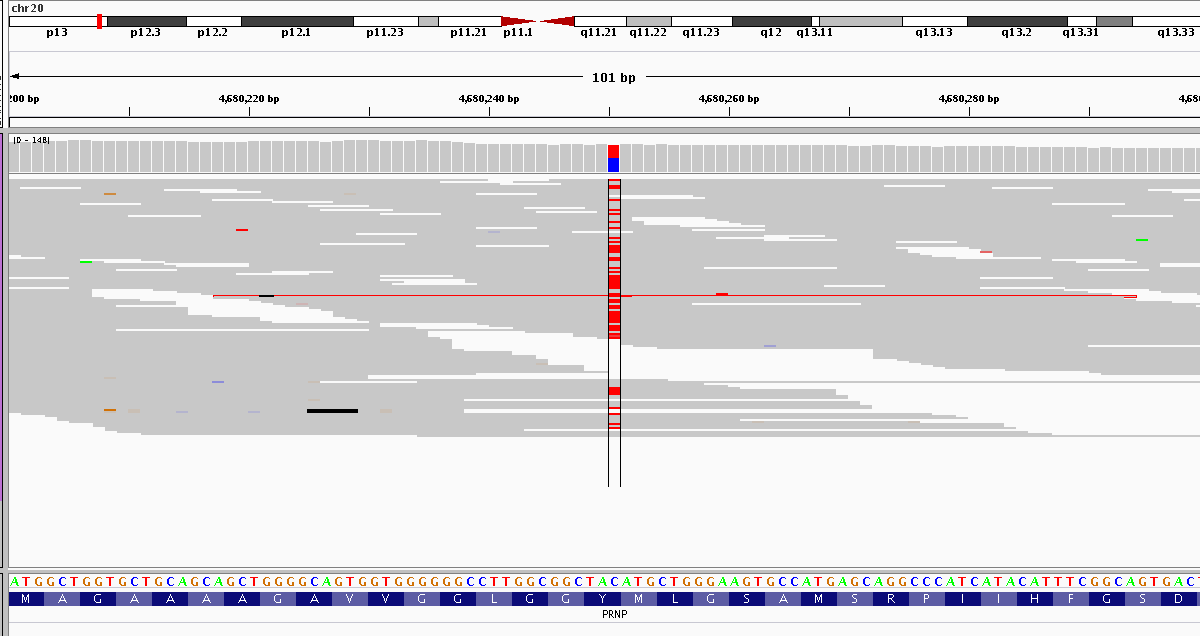 chr20
p13 p12.3 p12.2 p12.1 p11.23 p11.21 p11.1 q11.21 q11.22 q11.23 q12 q13.11 q13.13 q13.2 q13.31 q13.33
101 bp
200 bp 4,680,220 bp 4,680,240 bp 4,680,260 bp 4,680,280 bp 4,68
[0 - 148]
ATGGCTGGTGCTGCAGCAGCTGGGGCAGTGGTGGGGGGCCTTGGCGGCTACATGCTGGGAAGTGCCATGAGCAGGCCCATCATACATTTCGGCAGTGAC
M A G A A A A G A V V G G L G G Y M L G S A M S R P I I H F G S D
PRNP